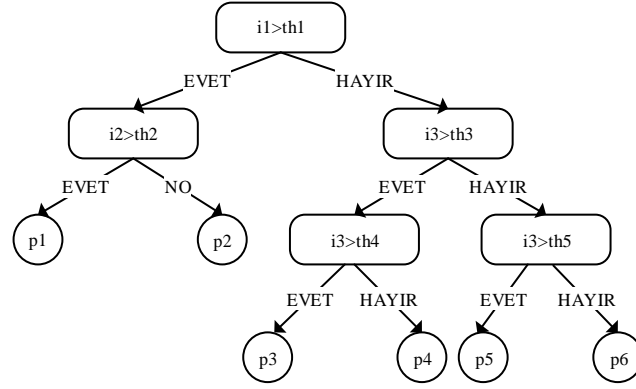 i1>th1
EVET
HAYIR
i2>th2
i3>th3
EVET
NO
EVET
HAYIR
p1
p2
i3>th4
i3>th5
EVET
HAYIR
EVET
HAYIR
p3
p4
p5
p6